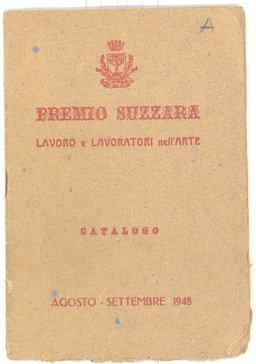 A
PREMIO SUZZARA
LAVORO e LAVORATORI nell'ARTE
CATALOGO
AGOSTO - SETTEMBRE 1948